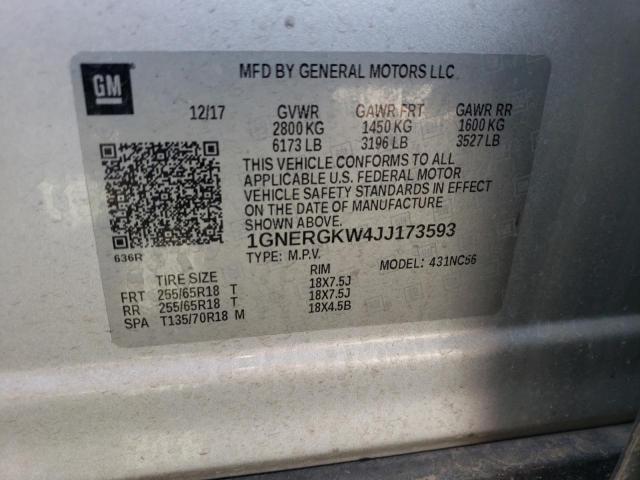 GM
MFD BY GENERAL MOTORS LLC
12/17 GVWR GAWR FRT GAWR RR
2800 KG 1450 KG 1600 KG
6173 LB 3196 LB 3527 LB
THIS VEHICLE CONFORMS TO ALL
APPLICABLE U.S. FEDERAL MOTOR
VEHICLE SAFETY STANDARDS IN EFFECT
ON THE DATE OF MANUFACTURE
SHOWN ABOVE.
636R
1GNERGKW4JJ173593
TYPE: M.P.V. MODEL: 431NC56
TIRE SIZE RIM
FRT 255/65R18 T 18X7.5J
RR 255/65R18 T 18X7.5J
SPA T135/70R18 M 18X4.5B